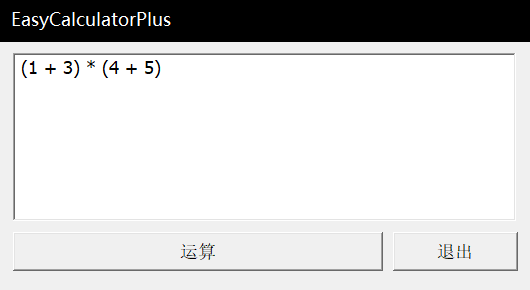 EasyCalculatorPlus
(1 + 3) * (4 + 5)
运算
退出